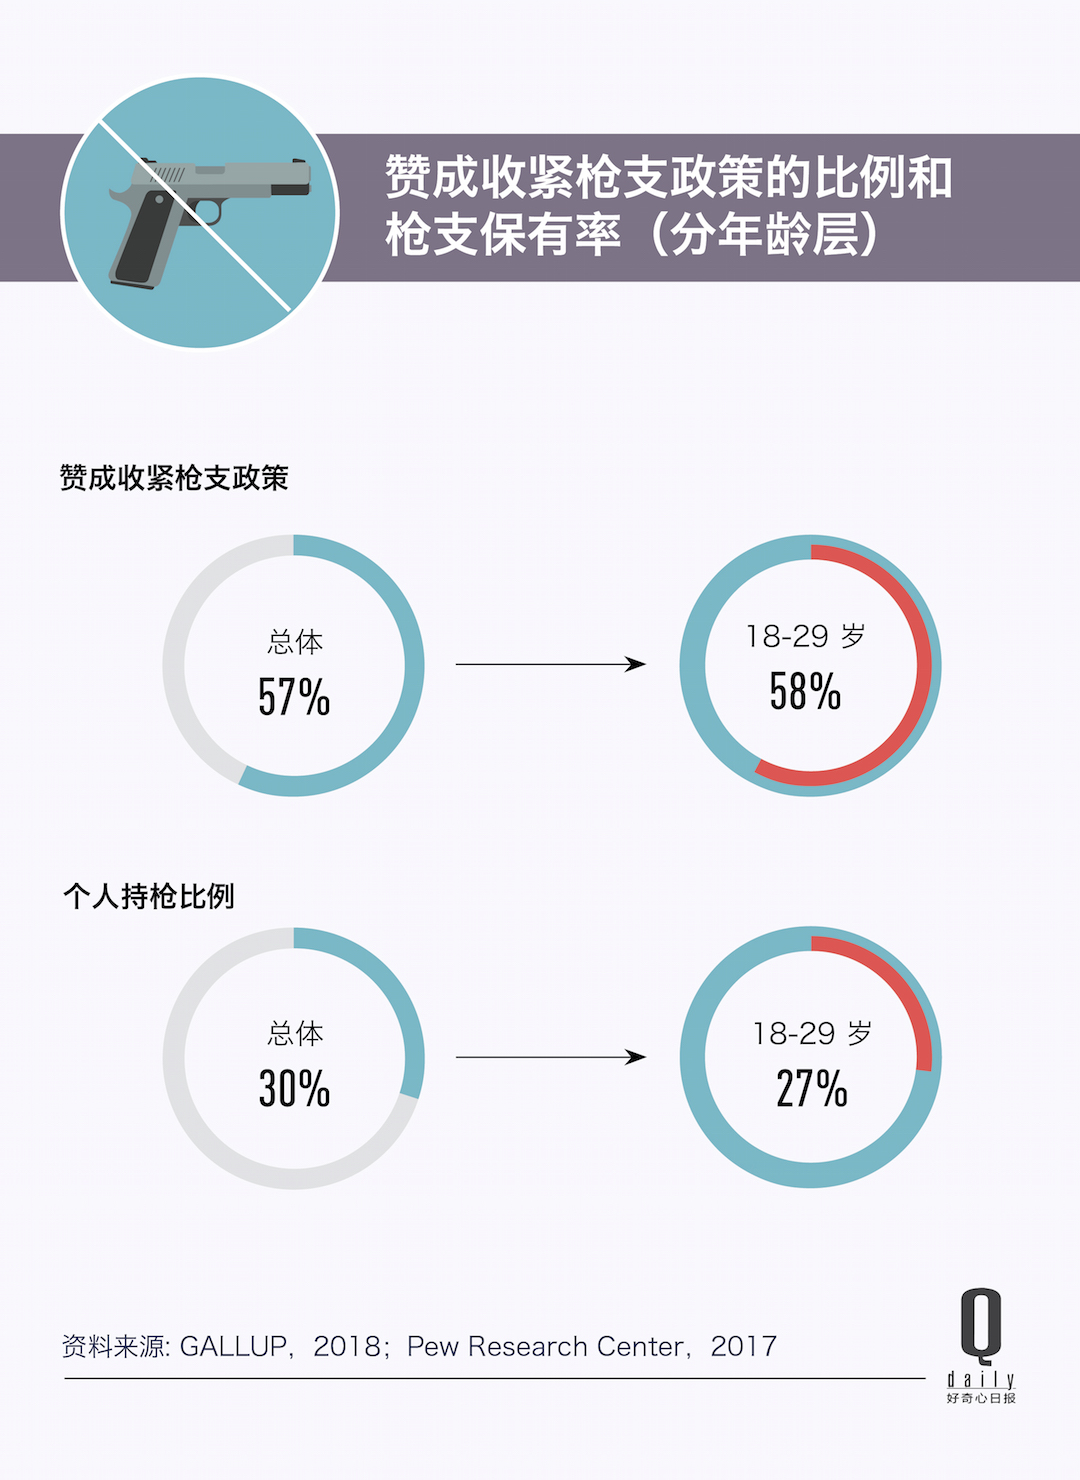 赞成收紧枪支政策的比例和
枪支保有率（分年龄层）
赞成收紧枪支政策
总体
57%
18-29 岁
58%
个人持枪比例
总体
30%
18-29 岁
27%
资料来源: GALLUP，2018；Pew Research Center，2017
Q
daily
好奇心日报